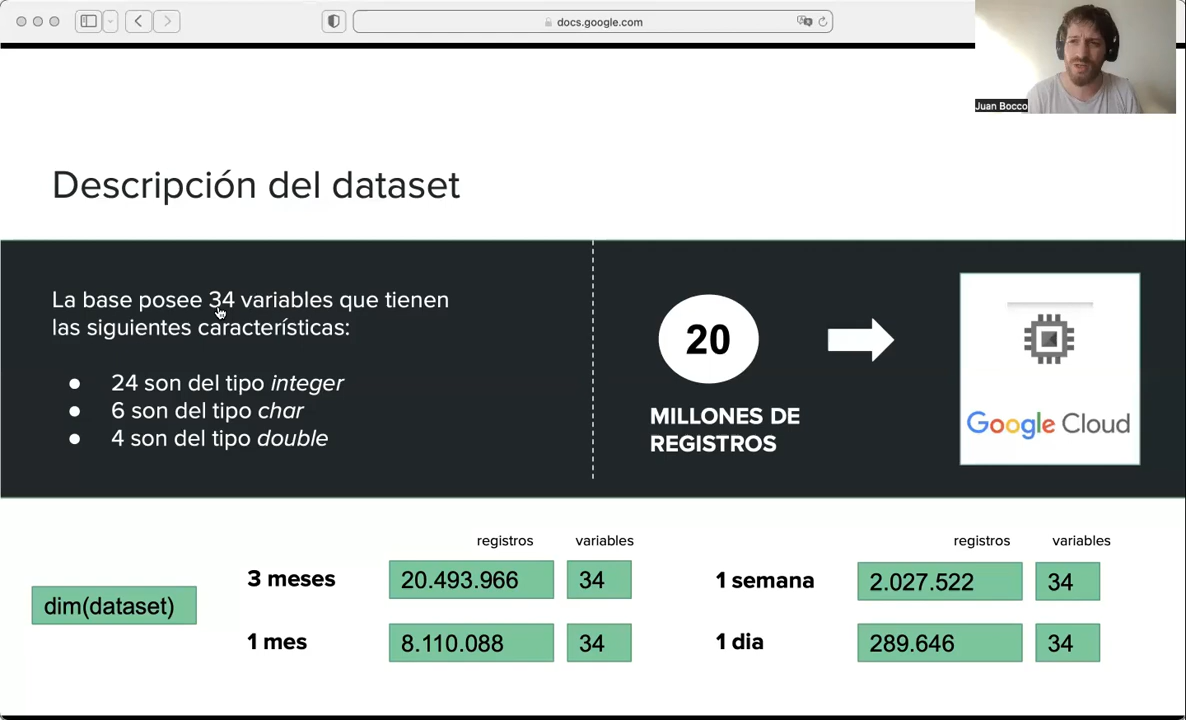 docs.google.com
Juan Bocco
Descripción del dataset
La base posee 34 variables que tienen
las siguientes características:
● 24 son del tipo integer
● 6 son del tipo char
● 4 son del tipo double
20
MILLONES DE
REGISTROS
Google Cloud
registros variables registros variables
3 meses 20.493.966 34 1 semana 2.027.522 34
dim(dataset)
1 mes 8.110.088 34 1 dia 289.646 34